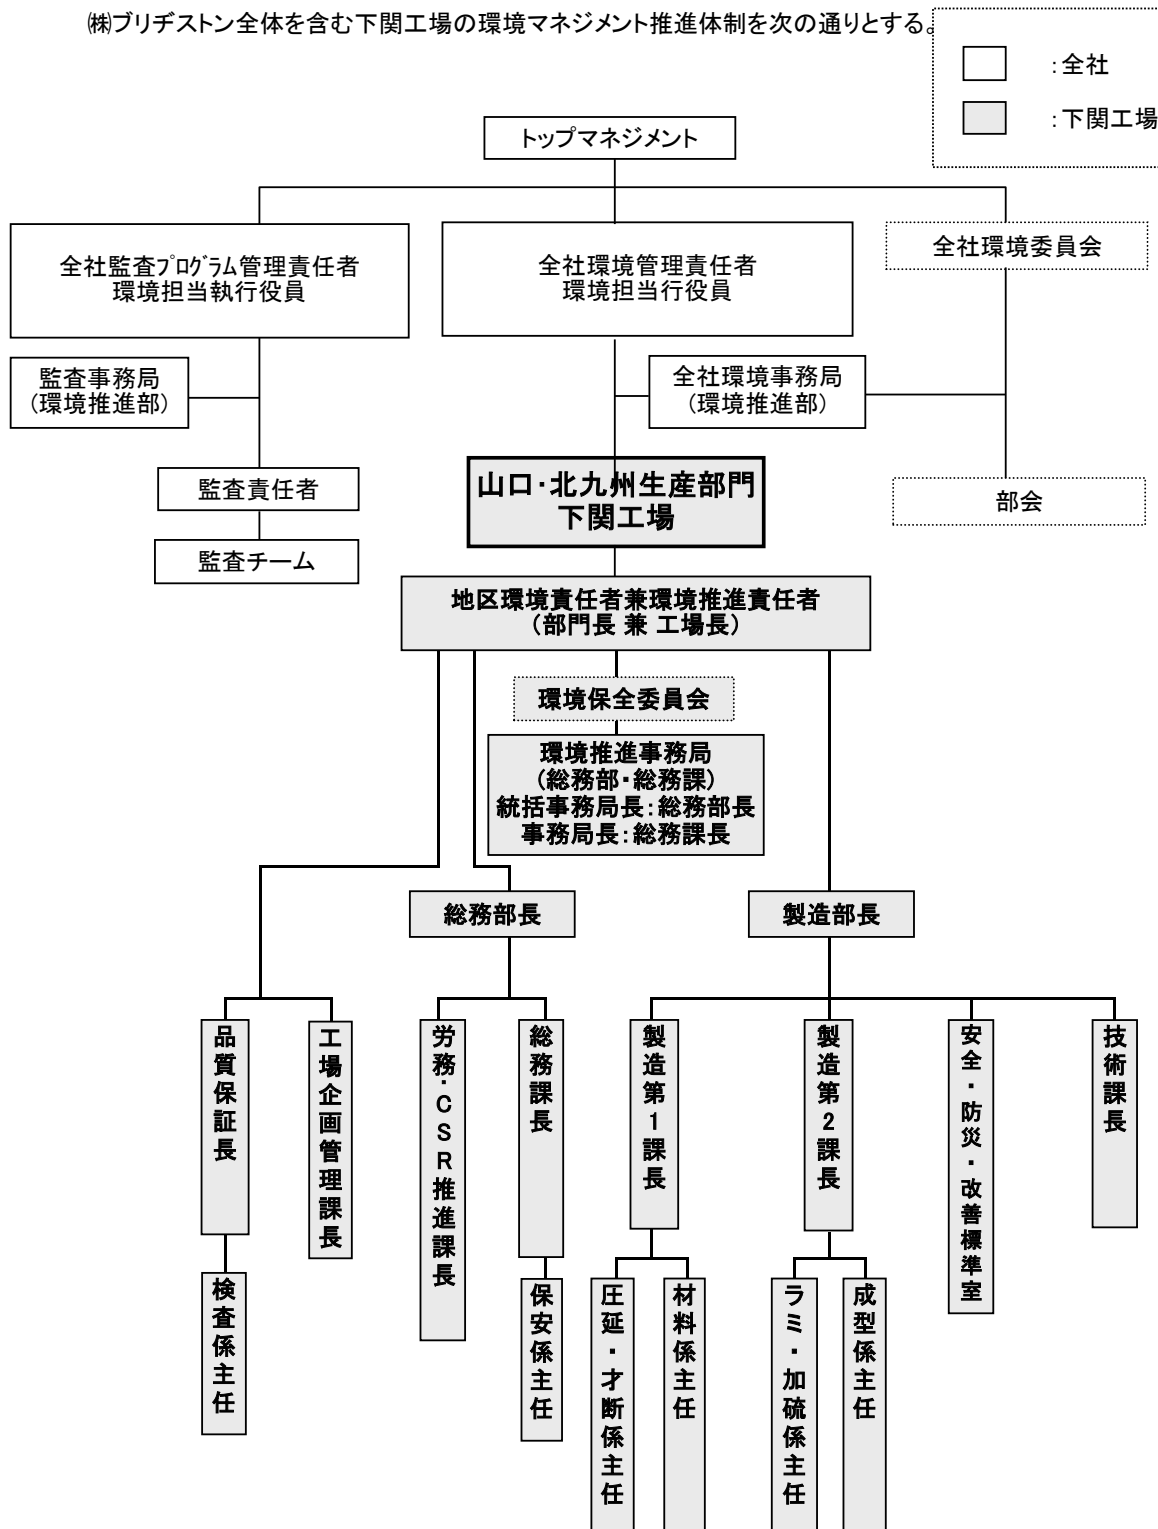 ㈱ブリヂストン全体を含む下関工場の環境マネジメント推進体制を次の通りとする。
：全社
：下関工場
トップマネジメント
全社監査プログラム管理責任者
環境担当執行役員
全社環境管理責任者
環境担当行役員
全社環境委員会
監査事務局
（環境推進部）
全社環境事務局
（環境推進部）
監査責任者
山口・北九州生産部門
下関工場
部会
監査チーム
地区環境責任者兼環境推進責任者
（部門長 兼 工場長）
環境保全委員会
環境推進事務局
（総務部・総務課）
統括事務局長：総務部長
事務局長：総務課長
総務部長
製造部長
品質保証長
工場企画管理課長
労務・CSR推進課長
総務課長
製造第1課長
製造第2課長
安全・防災・改善標準室
技術課長
検査係主任
保安係主任
圧延・才断係主任
材料係主任
ラミ・加硫係主任
成型係主任